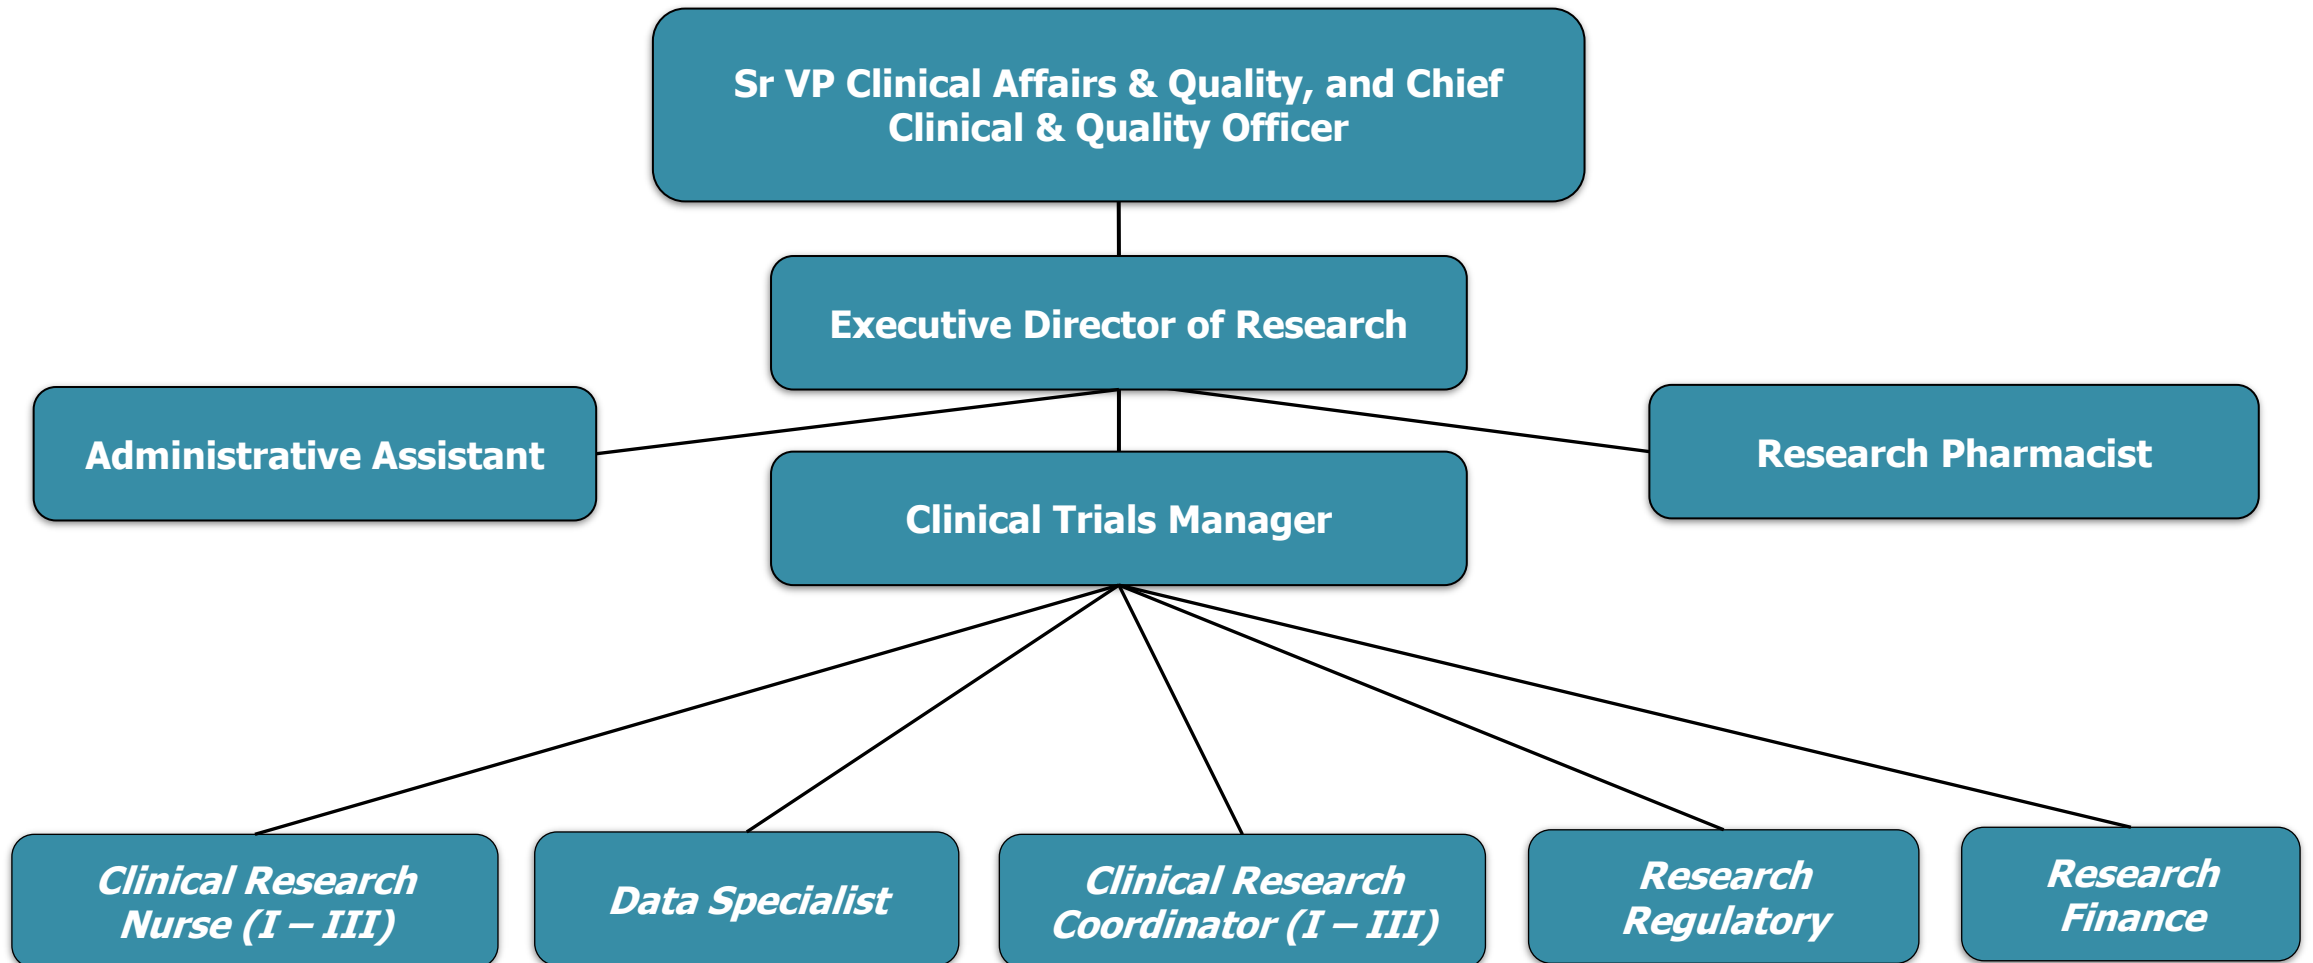 Sr VP Clinical Affairs & Quality, and Chief
Clinical & Quality Officer
Executive Director of Research
Administrative Assistant
Research Pharmacist
Clinical Trials Manager
Clinical Research
Nurse (I – III)
Data Specialist
Clinical Research
Coordinator (I – III)
Research
Regulatory
Research
Finance